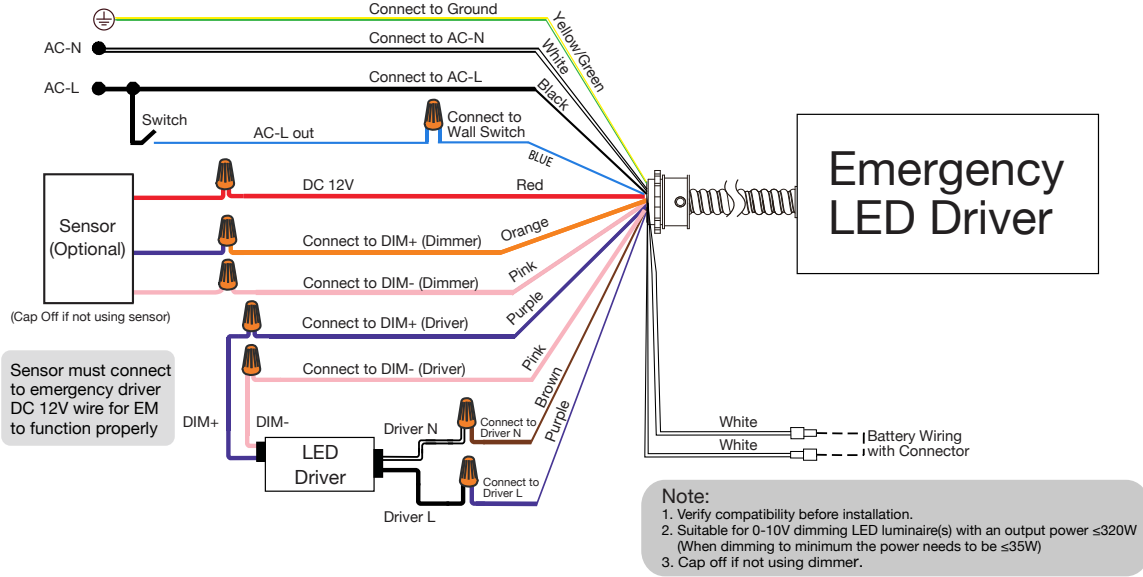 Connect to Ground
Yellow/Green
AC-N
Connect to AC-N
White
AC-L
Connect to AC-L
Black
Switch
AC-L out
Connect to
Wall Switch
BLUE
Emergency
LED Driver
Sensor
(Optional)
DC 12V
Red
Connect to DIM+ (Dimmer)
Orange
Connect to DIM- (Dimmer)
Pink
(Cap Off if not using sensor)
Connect to DIM+ (Driver)
Purple
Connect to DIM- (Driver)
Pink
Sensor must connect
to emergency driver
DC 12V wire for EM
to function properly
DIM+
DIM-
LED
Driver
Driver N
Connect to
Driver N
Brown
Driver L
Connect to
Driver L
Purple
White
White
Battery Wiring
with Connector
Note:
1. Verify compatibility before installation.
2. Suitable for 0-10V dimming LED luminaire(s) with an output power ≤320W
(When dimming to minimum the power needs to be ≤35W)
3. Cap off if not using dimmer.